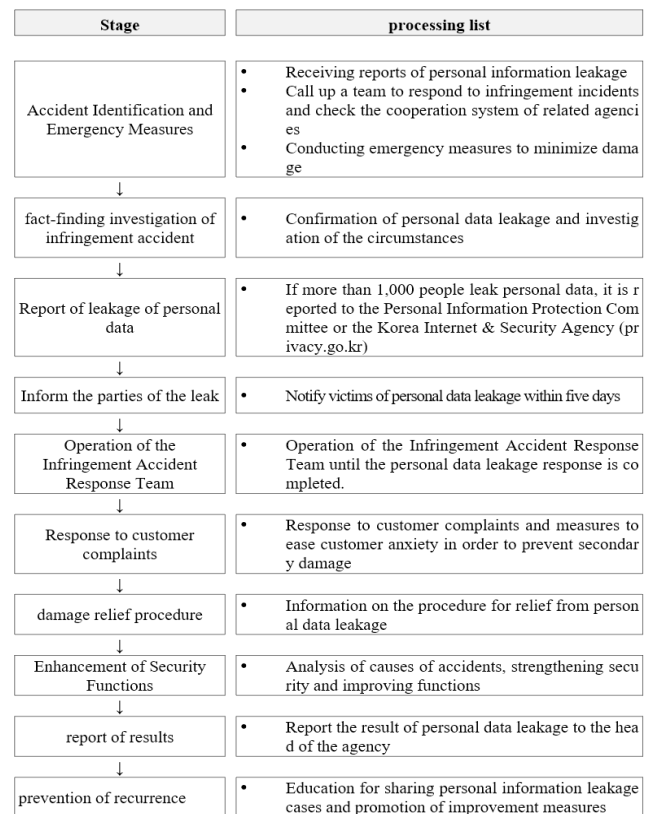 Stage
processing list
Accident Identification and
Emergency Measures
• Receiving reports of personal information leakage
• Call up a team to respond to infringement incidents
and check the cooperation system of related agenci
es
• Conducting emergency measures to minimize dama
ge
↓
fact-finding investigation of
infringement accident
• Confirmation of personal data leakage and investig
ation of the circumstances
↓
Report of leakage of personal
data
• If more than 1,000 people leak personal data, it is r
eported to the Personal Information Protection Com
mittee or the Korea Internet & Security Agency (pr
ivacy.go.kr)
↓
Inform the parties of the leak
• Notify victims of personal data leakage within five days
↓
Operation of the
Infringement Accident
Response Team
• Operation of the Infringement Accident Response
Team until the personal data leakage response is co
mpleted.
↓
Response to customer
complaints
• Response to customer complaints and measures to
ease customer anxiety in order to prevent secondar
y damage
↓
damage relief procedure
• Information on the procedure for relief from person
al data leakage
↓
Enhancement of Security
Functions
• Analysis of causes of accidents, strengthening secu
rity and improving functions
↓
report of results
• Report the result of personal data leakage to the hea
d of the agency
↓
prevention of recurrence
• Education for sharing personal information leakage
cases and promotion of improvement measures